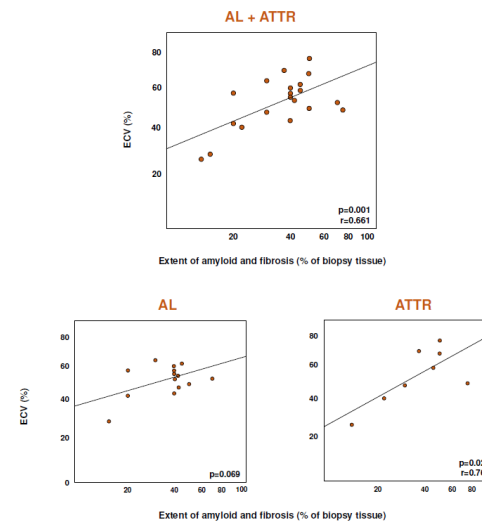 AL + ATTR
ECV (%)
80
60
40
20
p=0.001
r=0.661
20 40 60 80 100
Extent of amyloid and fibrosis (% of biopsy tissue)
AL
ATTR
ECV (%)
80
60
40
20
0
p=0.069
20 40 60 80 100
80
60
40
20
20 40 60 80
Extent of amyloid and fibrosis (% of biopsy tissue)